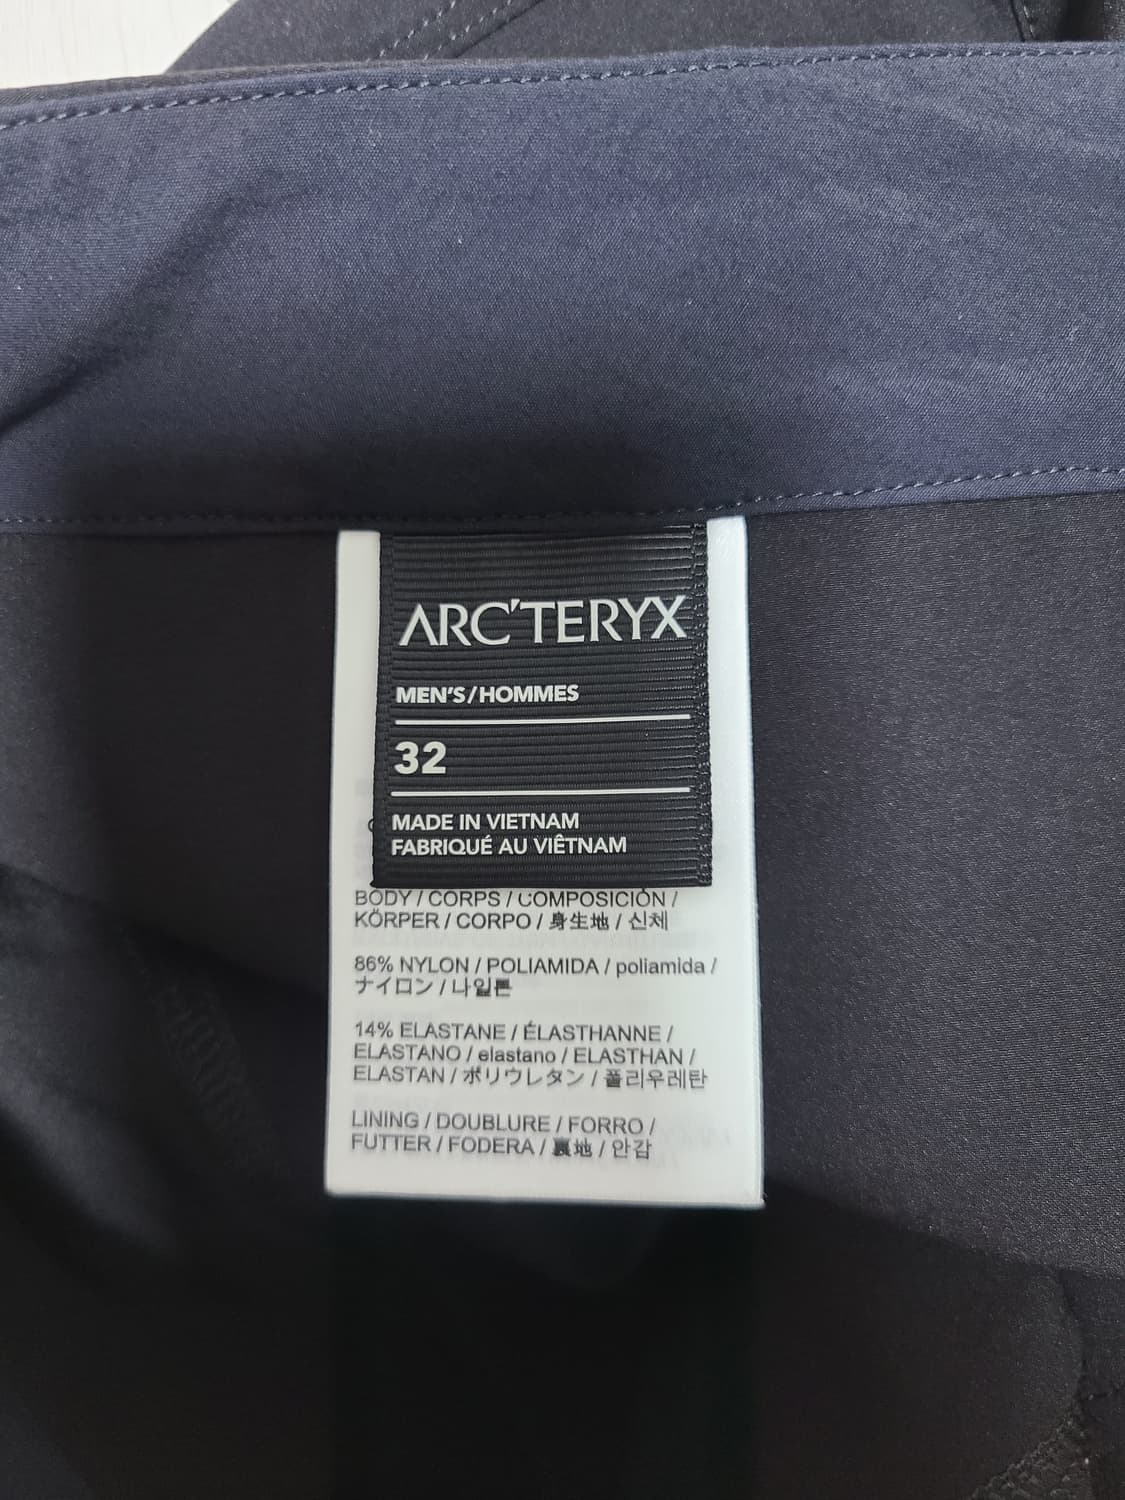 ARC'TERYX
MEN'S/HOMMES
32
MADE IN VIETNAM
FABRIQUÉ AU VIÊTNAM
BODY / CORPS / COMPOSICIÓN /
KÖRPER / CORPO / 身生地 / 신체
86% NYLON / POLIAMIDA / poliamida /
ナイロン / 나일론
14% ELASTANE / ÉLASTHANNE /
ELASTANO / elastano / ELASTHAN /
ELASTAN / ポリウレタン / 폴리우레탄
LINING / DOUBLURE / FORRO /
FUTTER / FODERA / 裏地 / 안감